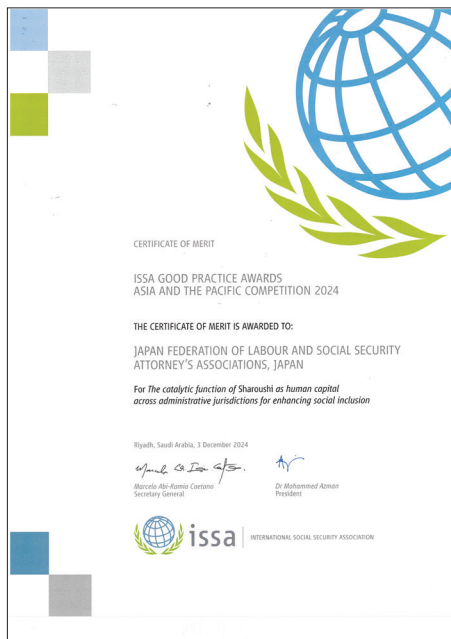 CERTIFICATE OF MERIT
ISSA GOOD PRACTICE AWARDS
ASIA AND THE PACIFIC COMPETITION 2024
THE CERTIFICATE OF MERIT IS AWARDED TO:
JAPAN FEDERATION OF LABOUR AND SOCIAL SECURITY
ATTORNEY'S ASSOCIATIONS, JAPAN
For The catalytic function of Sharoushi as human capital
across administrative jurisdictions for enhancing social inclusion
Riyadh, Saudi Arabia, 3 December 2024
Marcelo Abi-Ramia Caetano
Secretary General
Dr Mohammed Azman
President
issa
INTERNATIONAL SOCIAL SECURITY ASSOCIATION